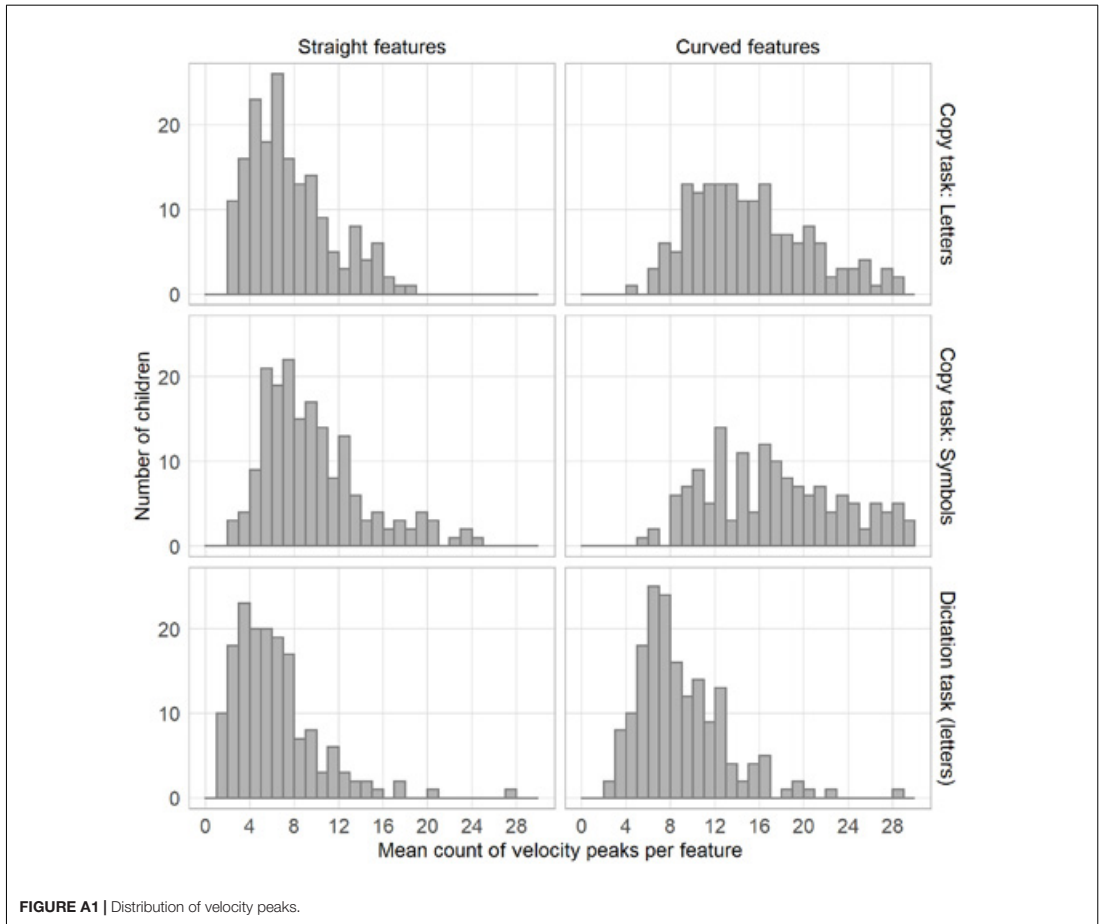 Straight features
Curved features
20
10
0
Copy task: Letters
Number of children
20
10
0
Copy task: Symbols
20
10
0
Dictation task (letters)
0 4 8 12 16 20 24 28
0 4 8 12 16 20 24 28
Mean count of velocity peaks per feature
FIGURE A1 | Distribution of velocity peaks.